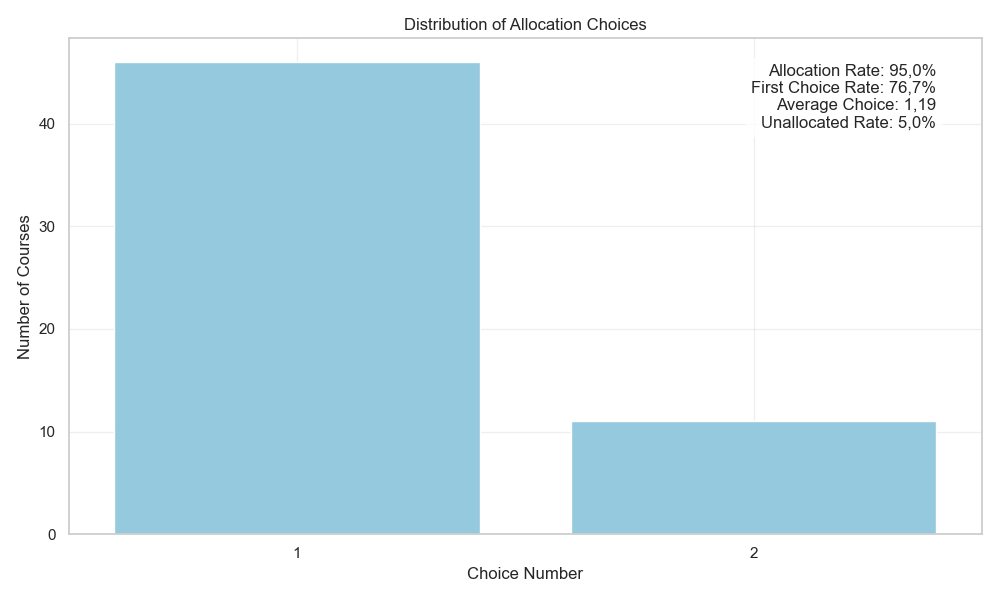 Distribution of Allocation Choices
Allocation Rate: 95,0%
First Choice Rate: 76,7%
Average Choice: 1,19
Unallocated Rate: 5,0%
Number of Courses
40
30
20
10
0
1
2
Choice Number